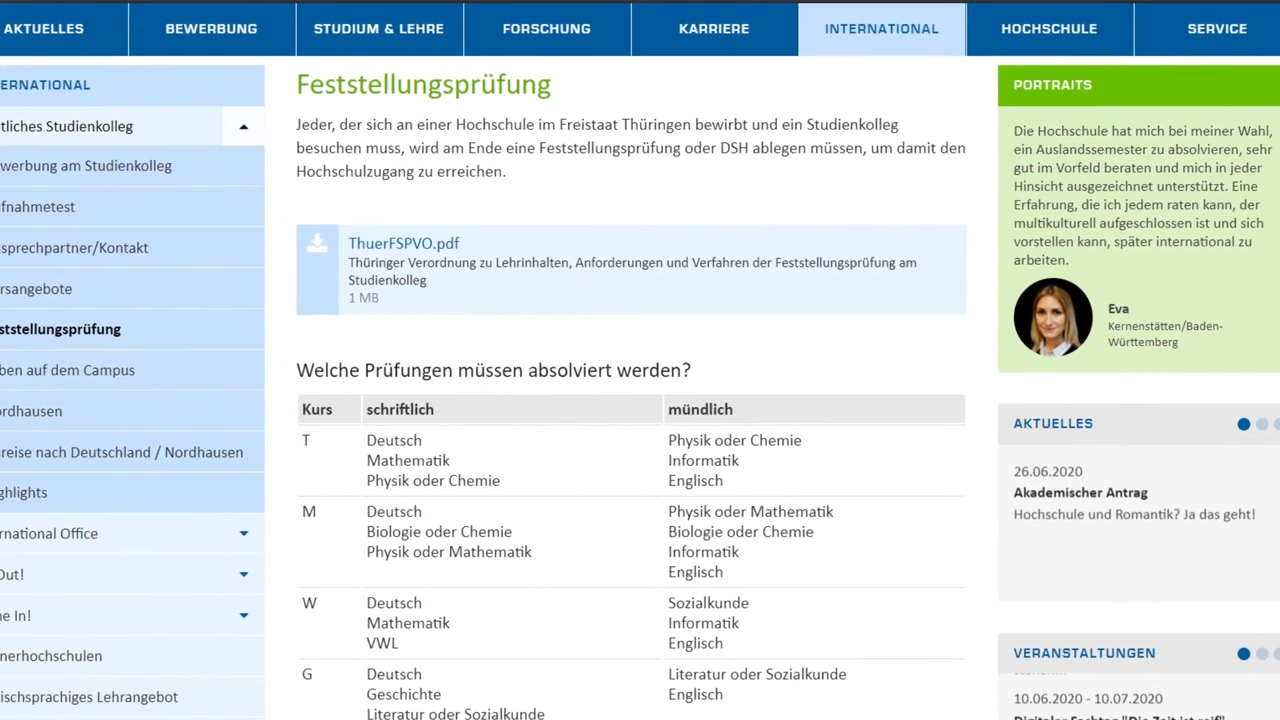 AKTUELLES
BEWERBUNG
STUDIUM & LEHRE
FORSCHUNG
KARRIERE
INTERNATIONAL
HOCHSCHULE
SERVICE
ERNATIONAL
tliches Studienkolleg
werbung am Studienkolleg
fnahmetest
sprechpartner/Kontakt
rsangebote
ststellungsprüfung
ben auf dem Campus
ordhausen
reise nach Deutschland / Nordhausen
ghlights
rnational Office
Out!
ne In!
nerhochschulen
ischsprachiges Lehrangebot
Feststellungsprüfung
Jeder, der sich an einer Hochschule im Freistaat Thüringen bewirbt und ein Studienkolleg
besuchen muss, wird am Ende eine Feststellungsprüfung oder DSH ablegen müssen, um damit den
Hochschulzugang zu erreichen.
ThuerFSPVO.pdf
Thüringer Verordnung zu Lehrinhalten, Anforderungen und Verfahren der Feststellungsprüfung am
Studienkolleg
1 MB
Welche Prüfungen müssen absolviert werden?
Kurs schriftlich mündlich
T Deutsch Physik oder Chemie
Mathematik Informatik
Physik oder Chemie Englisch
M Deutsch Physik oder Mathematik
Biologie oder Chemie Biologie oder Chemie
Physik oder Mathematik Informatik
Englisch
W Deutsch Sozialkunde
Mathematik Informatik
VWL Englisch
G Deutsch Literatur oder Sozialkunde
Geschichte Englisch
Literatur oder Sozialkunde
PORTRAITS
Die Hochschule hat mich bei meiner Wahl,
ein Auslandssemester zu absolvieren, sehr
gut im Vorfeld beraten und mich in jeder
Hinsicht ausgezeichnet unterstützt. Eine
Erfahrung, die ich jedem raten kann, der
multikulturell aufgeschlossen ist und sich
vorstellen kann, später international zu
arbeiten.
Eva
Kernenstätten/Baden-
Württemberg
AKTUELLES
26.06.2020
Akademischer Antrag
Hochschule und Romantik? Ja das geht!
VERANSTALTUNGEN
10.06.2020 - 10.07.2020
Digitaler Fachtag "Die Zeit ist reif!"